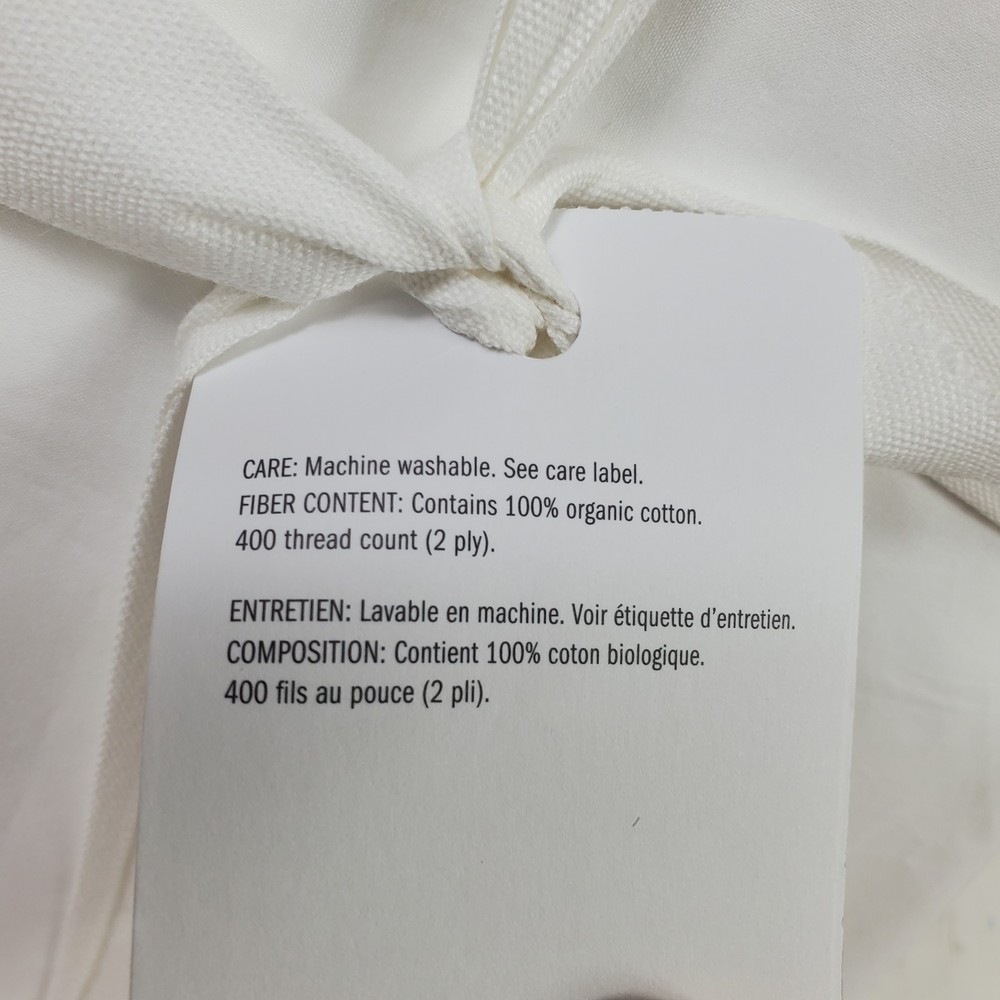 CARE: Machine washable. See care label.
FIBER CONTENT: Contains 100% organic cotton.
400 thread count (2 ply).
ENTRETIEN: Lavable en machine. Voir étiquette d'entretien.
COMPOSITION: Contient 100% coton biologique.
400 fils au pouce (2 pli).